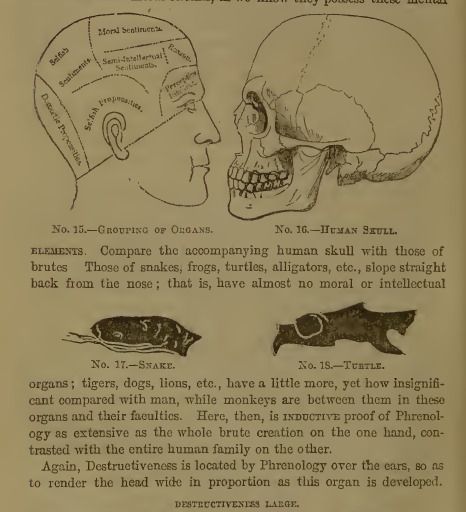 as we know they possess these mental
Moral Sentiments.
Selfish
Sentiments.
Semi-Intellectual
Sentiments.
Reason.
Perceptive
Selfish Propensities.
Domestic Propensities.
No. 15.—Grouping of Organs.
No. 16.—Human Skull.
ELEMENTS. Compare the accompanying human skull with those of
brutes Those of snakes, frogs, turtles, alligators, etc., slope straight
back from the nose; that is, have almost no moral or intellectual
No. 17.—Snake.
No. 18.—Turtle.
organs; tigers, dogs, lions, etc., have a little more, yet how insignifi-
cant compared with man, while monkeys are between them in these
organs and their faculties. Here, then, is INDUCTIVE proof of Phrenol-
ogy as extensive as the whole brute creation on the one hand, con-
trasted with the entire human family on the other.
Again, Destructiveness is located by Phrenology over the ears, so as
to render the head wide in proportion as this organ is developed.
DESTRUCTIVENESS LARGE.